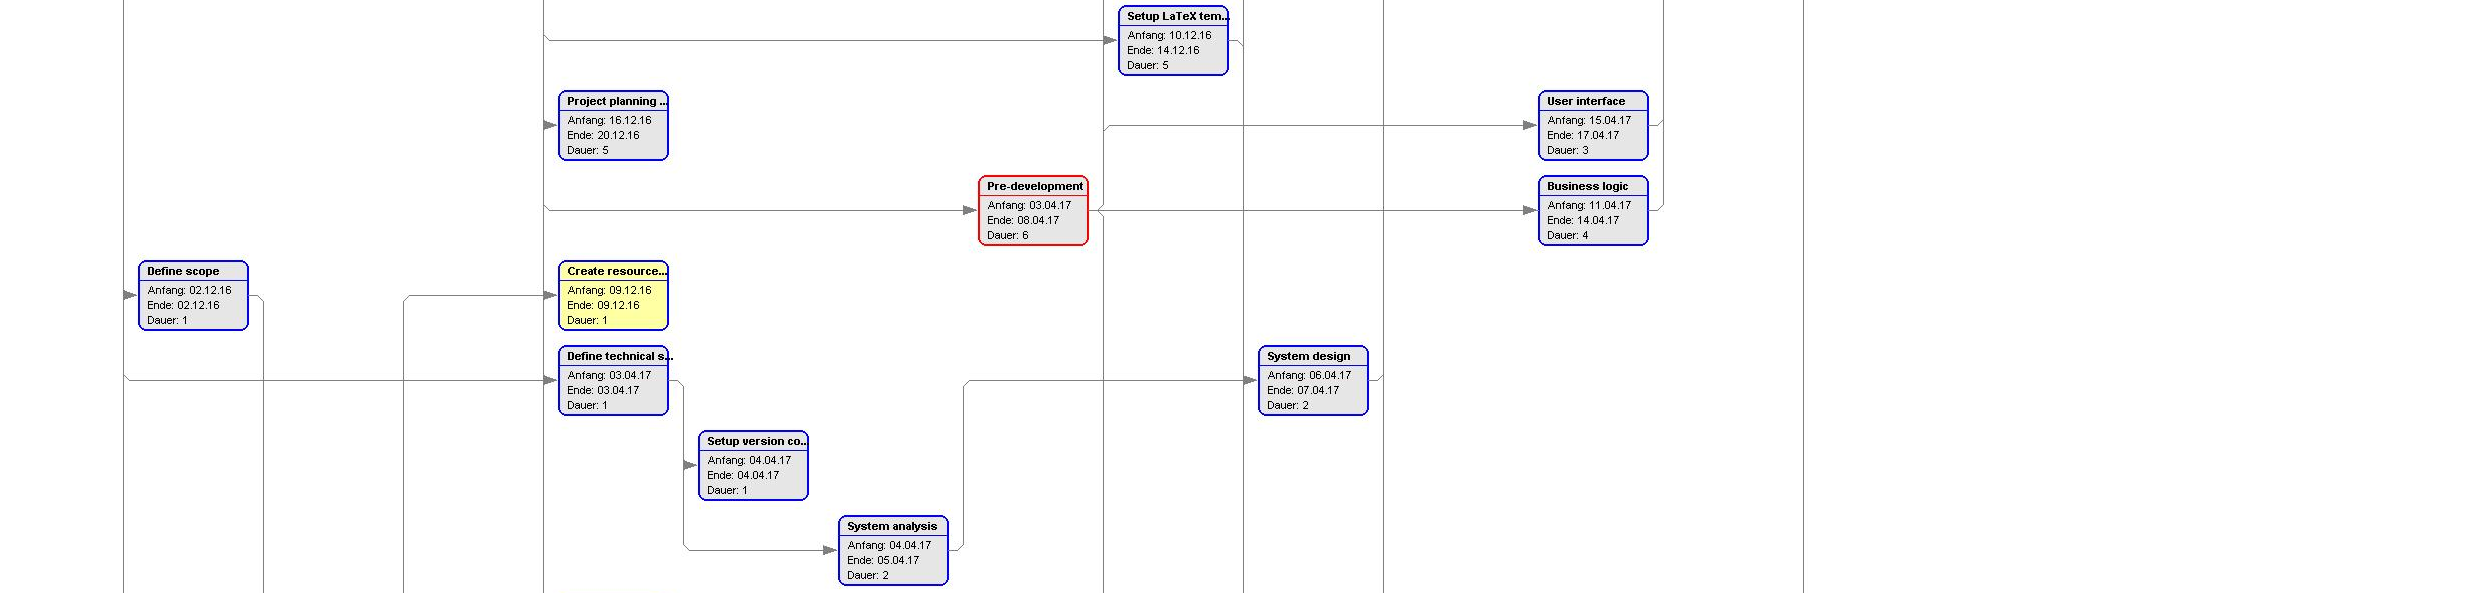 Setup LaTeX tem...
Anfang: 10.12.16
Ende: 14.12.16
Dauer: 5
Project planning ...
Anfang: 16.12.16
Ende: 20.12.16
Dauer: 5
User interface
Anfang: 15.04.17
Ende: 17.04.17
Dauer: 3
Pre-development
Anfang: 03.04.17
Ende: 08.04.17
Dauer: 6
Business logic
Anfang: 11.04.17
Ende: 14.04.17
Dauer: 4
Define scope
Anfang: 02.12.16
Ende: 02.12.16
Dauer: 1
Create resource...
Anfang: 09.12.16
Ende: 09.12.16
Dauer: 1
Define technical s...
Anfang: 03.04.17
Ende: 03.04.17
Dauer: 1
System design
Anfang: 06.04.17
Ende: 07.04.17
Dauer: 2
Setup version co...
Anfang: 04.04.17
Ende: 04.04.17
Dauer: 1
System analysis
Anfang: 04.04.17
Ende: 05.04.17
Dauer: 2